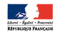 Liberté • Égalité • Fraternité
RÉPUBLIQUE FRANÇAISE